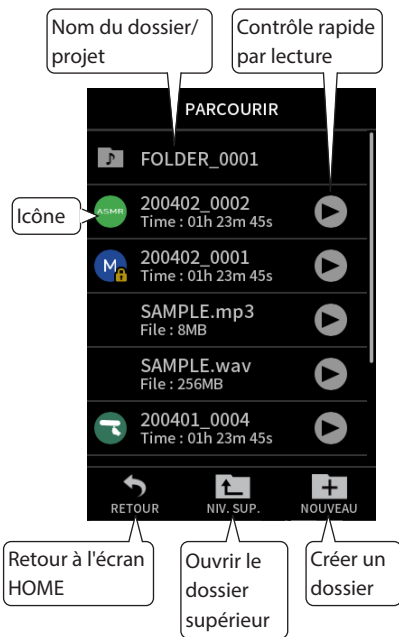 Nom du dossier/
projet
Contrôle rapide
par lecture
PARCOURIR
FOLDER_0001
Icône
ASMR
200402_0002
Time : 01h 23m 45s
M
200402_0001
Time : 01h 23m 45s
SAMPLE.mp3
File : 8MB
SAMPLE.wav
File : 256MB
200401_0004
Time : 01h 23m 45s
RETOUR
NIV. SUP.
NOUVEAU
Retour à l'écran
HOME
Ouvrir le
dossier
supérieur
Créer un
dossier